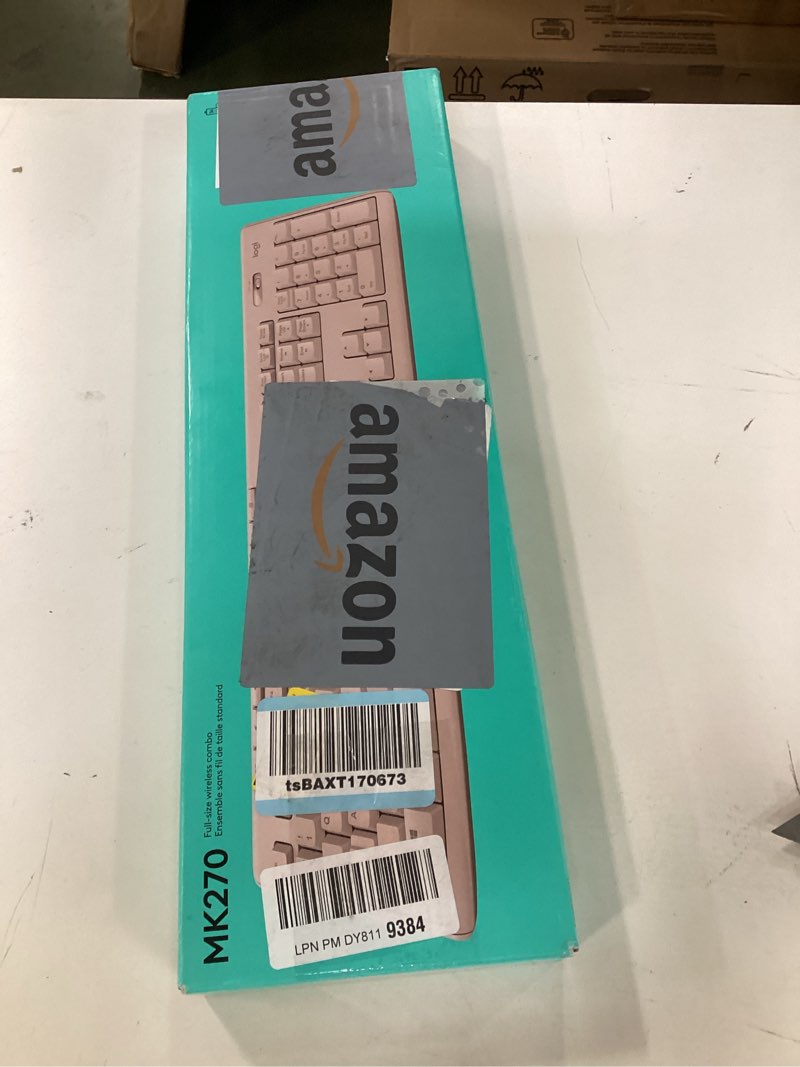 ama
logi
amazon
MK270
Full-size wireless combo
Ensemble sans fil de taille standard
tsBAXT170673
LPN PM DY811 9384